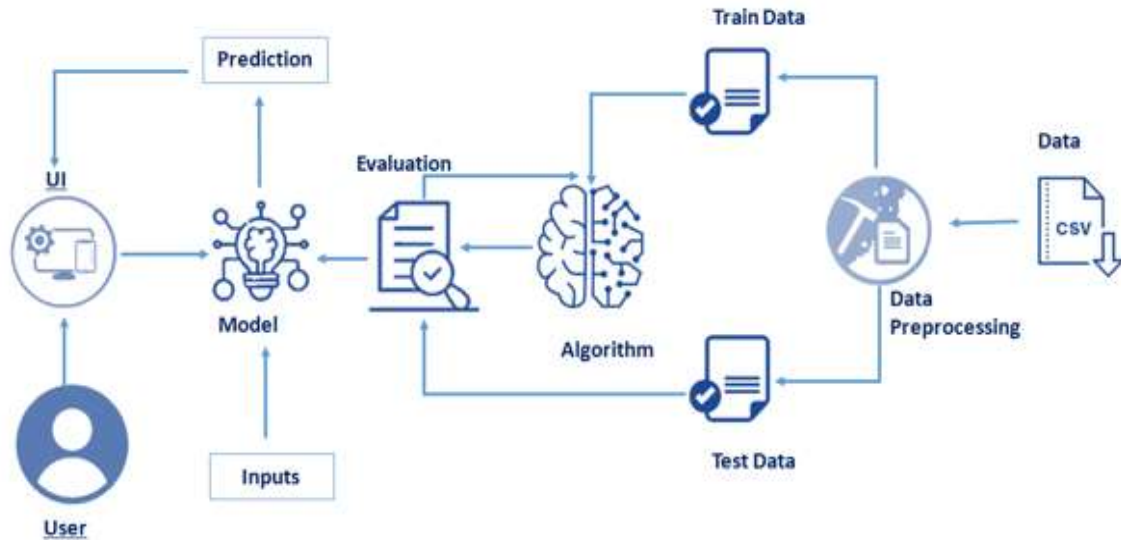 Train Data
Prediction
Data
Evaluation
UI
CSV
Model
Data
Preprocessing
Algorithm
Test Data
Inputs
User